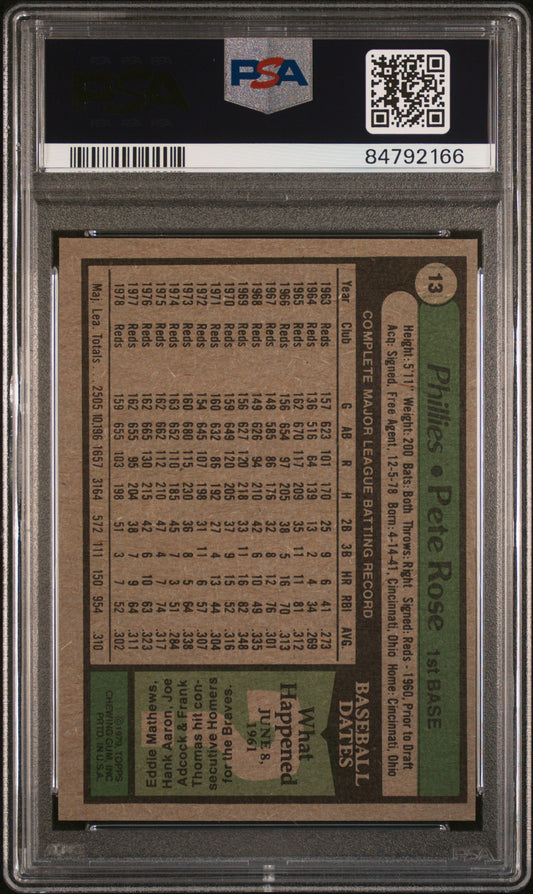 PSA
84792166
13 Phillies • Pete Rose 1st BASE
Height: 5'11" Weight: 200 Bats: Both Throws: Right Signed: Reds - 1960, Prior to Draft
Acq: Signed, Free Agent, 12-5-78 Born: 4-14-41, Cincinnati, Ohio Home: Cincinnati, Ohio
COMPLETE MAJOR LEAGUE BATTING RECORD
Year Club G AB R H 2B 3B HR RBI AVG.
1963 Reds 157 623 101 170 25 9 6 41 .273
1964 Reds 136 516 64 139 13 2 4 34 .269
1965 Reds 162 670 117 209 35 11 11 81 .312
1966 Reds 156 654 97 205 38 5 16 70 .313
1967 Reds 148 585 86 176 32 8 12 76 .301
1968 Reds 149 626 94 210 42 6 10 49 .335
1969 Reds 156 627 120 218 33 11 16 82 .348
1970 Reds 159 649 120 205 37 9 15 52 .316
1971 Reds 160 632 86 192 27 4 13 44 .304
1972 Reds 154 645 107 198 31 11 6 57 .307
1973 Reds 160 680 115 230 36 8 5 64 .338
1974 Reds 163 652 110 185 45 7 3 51 .284
1975 Reds 162 662 112 210 47 4 7 74 .317
1976 Reds 162 665 130 215 42 6 10 63 .323
1977 Reds 162 655 95 204 38 7 9 64 .311
1978 Reds 159 655 103 198 51 3 7 52 .302
Maj. Lea. Totals 2505 10,196 1657 3164 572 111 150 954 .310
BASEBALL
DATES
What
Happened
JUNE 8,
1961
Eddie Mathews,
Hank Aaron, Joe
Adcock & Frank
Thomas hit con-
secutive Homers
for the Braves.
© 1979, TOPPS
CHEWING GUM, INC.
PRTD. IN U.S.A.
PSA